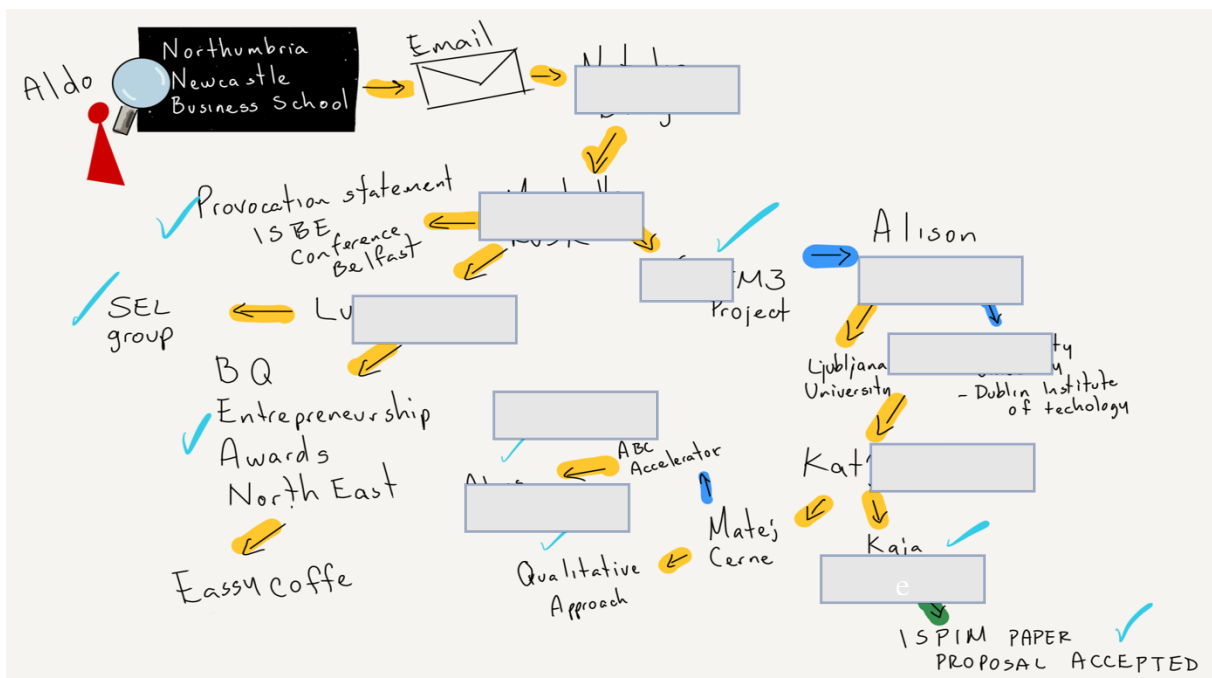 Aldo
Northumbria
Newcastle
Business School
Email
Provocation statement
ISBE
Conference
Belfast
M3
Project
Alison
SEL
group
BQ
Entrepreneurship
Awards
North East
Eassy coffe
Ljubljana
University
- Dublin Institute
of techology
ABC
Accelerator
Matej
Cerne
Qualitative
Approach
Kaja
e
ISPIM PAPER
PROPOSAL ACCEPTED